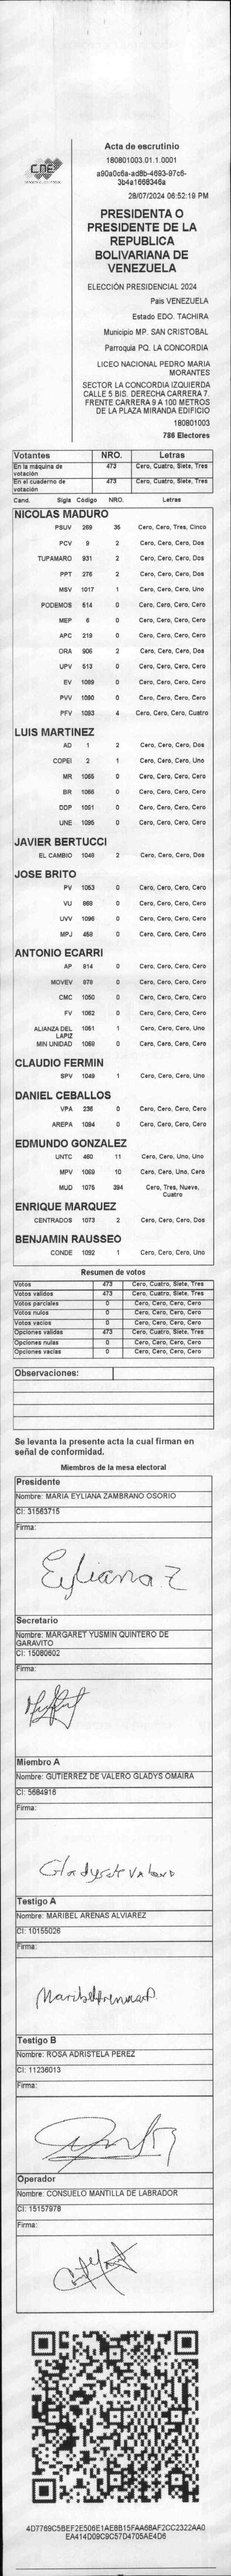 CNE
Acta de escrutinio
180801003.01.1.0001
a90a0c6a-ad8b-4693-97c6-
3b4a1668346a
28/07/2024 06:52:19 PM
PRESIDENTA O
PRESIDENTE DE LA
REPUBLICA
BOLIVARIANA DE
VENEZUELA
ELECCIÓN PRESIDENCIAL 2024
País VENEZUELA
Estado EDO. TACHIRA
Municipio MP. SAN CRISTOBAL
Parroquia PQ. LA CONCORDIA
LICEO NACIONAL PEDRO MARIA
MORANTES
SECTOR LA CONCORDIA IZQUIERDA
CALLE 5 BIS. DERECHA CARRERA 7.
FRENTE CARRERA 9 A 100 METROS
DE LA PLAZA MIRANDA EDIFICIO
180801003
786 Electores
Votantes NRO. Letras
En la máquina de votación 473 Cero, Cuatro, Siete, Tres
En el cuaderno de votación 473 Cero, Cuatro, Siete, Tres
Cand. Sigla Código NRO. Letras
NICOLAS MADURO
PSUV 269 35 Cero, Cero, Tres, Cinco
PCV 9 2 Cero, Cero, Cero, Dos
TUPAMARO 931 2 Cero, Cero, Cero, Dos
PPT 276 2 Cero, Cero, Cero, Dos
MSV 1017 1 Cero, Cero, Cero, Uno
PODEMOS 514 0 Cero, Cero, Cero, Cero
MEP 6 0 Cero, Cero, Cero, Cero
APC 219 0 Cero, Cero, Cero, Cero
ORA 906 2 Cero, Cero, Cero, Dos
UPV 513 0 Cero, Cero, Cero, Cero
EV 1089 0 Cero, Cero, Cero, Cero
PVV 1090 0 Cero, Cero, Cero, Cero
PFV 1093 4 Cero, Cero, Cero, Cuatro
LUIS MARTINEZ
AD 1 2 Cero, Cero, Cero, Dos
COPEI 2 1 Cero, Cero, Cero, Uno
MR 1065 0 Cero, Cero, Cero, Cero
BR 1066 0 Cero, Cero, Cero, Cero
DDP 1091 0 Cero, Cero, Cero, Cero
UNE 1095 0 Cero, Cero, Cero, Cero
JAVIER BERTUCCI
EL CAMBIO 1048 2 Cero, Cero, Cero, Dos
JOSE BRITO
PV 1053 0 Cero, Cero, Cero, Cero
VU 868 0 Cero, Cero, Cero, Cero
UVV 1096 0 Cero, Cero, Cero, Cero
MPJ 458 0 Cero, Cero, Cero, Cero
ANTONIO ECARRI
AP 814 0 Cero, Cero, Cero, Cero
MOVEV 879 0 Cero, Cero, Cero, Cero
CMC 1050 0 Cero, Cero, Cero, Cero
FV 1062 0 Cero, Cero, Cero, Cero
ALIANZA DEL LAPIZ 1051 1 Cero, Cero, Cero, Uno
MIN UNIDAD 1068 0 Cero, Cero, Cero, Cero
CLAUDIO FERMIN
SPV 1049 1 Cero, Cero, Cero, Uno
DANIEL CEBALLOS
VPA 236 0 Cero, Cero, Cero, Cero
AREPA 1094 0 Cero, Cero, Cero, Cero
EDMUNDO GONZALEZ
UNTC 460 11 Cero, Cero, Uno, Uno
MPV 1069 10 Cero, Cero, Uno, Cero
MUD 1075 394 Cero, Tres, Nueve, Cuatro
ENRIQUE MARQUEZ
CENTRADOS 1073 2 Cero, Cero, Cero, Dos
BENJAMIN RAUSSEO
CONDE 1092 1 Cero, Cero, Cero, Uno
Resumen de votos
Votos 473 Cero, Cuatro, Siete, Tres
Votos validos 473 Cero, Cuatro, Siete, Tres
Votos parciales 0 Cero, Cero, Cero, Cero
Votos nulos 0 Cero, Cero, Cero, Cero
Votos vacios 0 Cero, Cero, Cero, Cero
Opciones validas 473 Cero, Cuatro, Siete, Tres
Opciones nulas 0 Cero, Cero, Cero, Cero
Opciones vacias 0 Cero, Cero, Cero, Cero
Observaciones:
Se levanta la presente acta la cual firman en
señal de conformidad.
Miembros de la mesa electoral
Presidente
Nombre: MARIA EYLIANA ZAMBRANO OSORIO
CI: 31563715
Firma:
Eyliana Z
Secretario
Nombre: MARGARET YUSMIN QUINTERO DE
GARAVITO
CI: 15080602
Firma:
Miembro A
Nombre: GUTIERREZ DE VALERO GLADYS OMAIRA
CI: 5684916
Firma:
Gladys de Valero
Testigo A
Nombre: MARIBEL ARENAS ALVIAREZ
CI: 10155026
Firma:
Testigo B
Nombre: ROSA ADRISTELA PEREZ
CI: 11236013
Firma:
Operador
Nombre: CONSUELO MANTILLA DE LABRADOR
CI: 15157978
Firma:
4D7769C5BEF2E506E1AE8B15FAA68AF2CC2322AA0
EA414D09C9C57D4705AE4D6